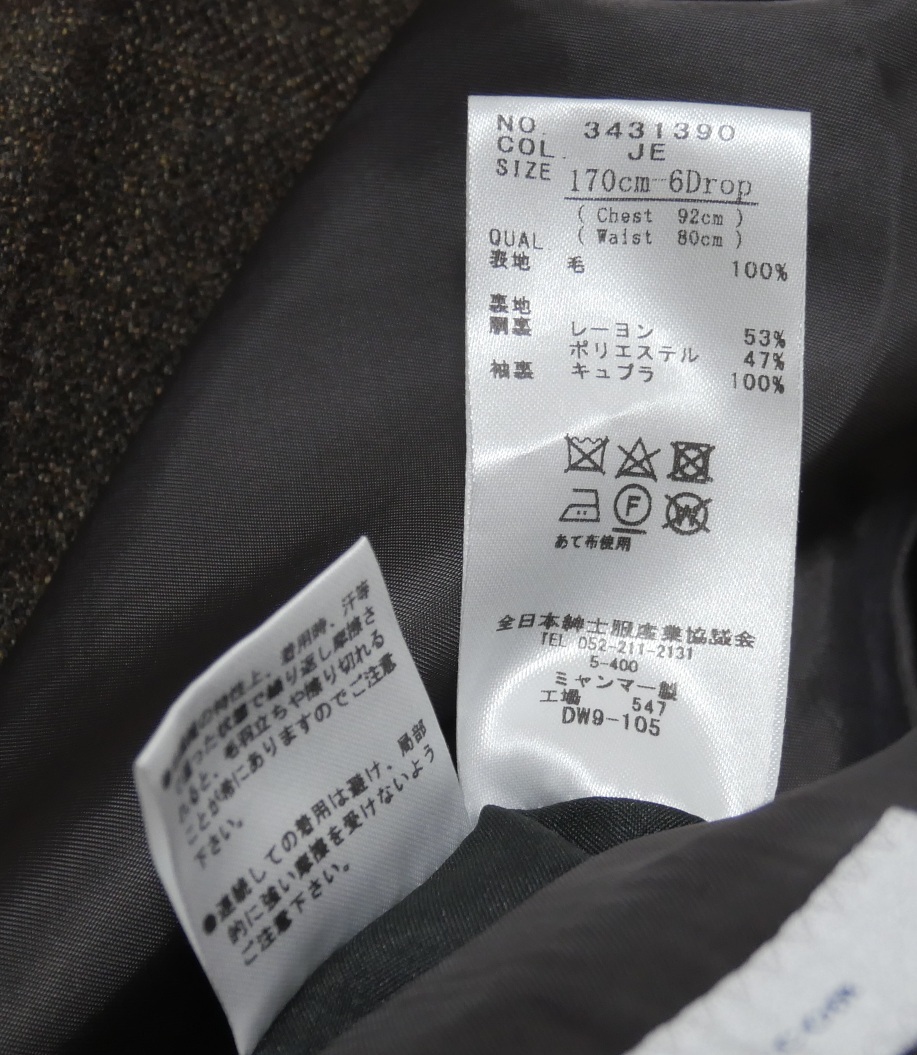 NO. 3431390
COL. JE
SIZE 170cm-6Drop
( Chest 92cm )
QUAL ( Waist 80cm )
表地 毛 100%
裏地
胴裏 レーヨン 53%
ポリエステル 47%
袖裏 キュプラ 100%
F W
あて布使用
全日本紳士服産業協議会
TEL 052-211-2131
5-400
ミャンマー製
工場 547
DW9-105
の特性上、着用時、汗等
った状態で繰り返し摩擦さ
れると、毛羽立ちや擦り切れる
ことが希にありますのでご注意
下さい。
●連続しての着用は避け、局部
的に強い摩擦を受けないよう
ご注意下さい。